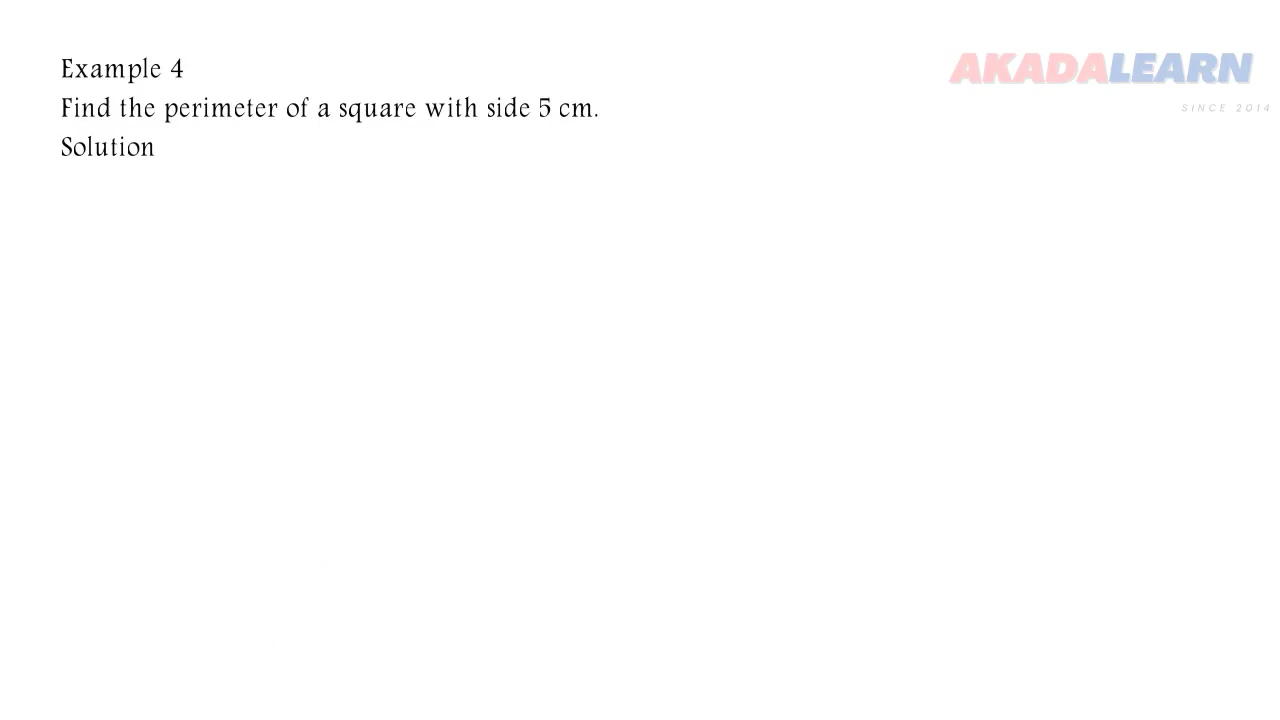 Example 4
Find the perimeter of a square with side 5 cm.
Solution
AKADALEARN
SINCE 2014